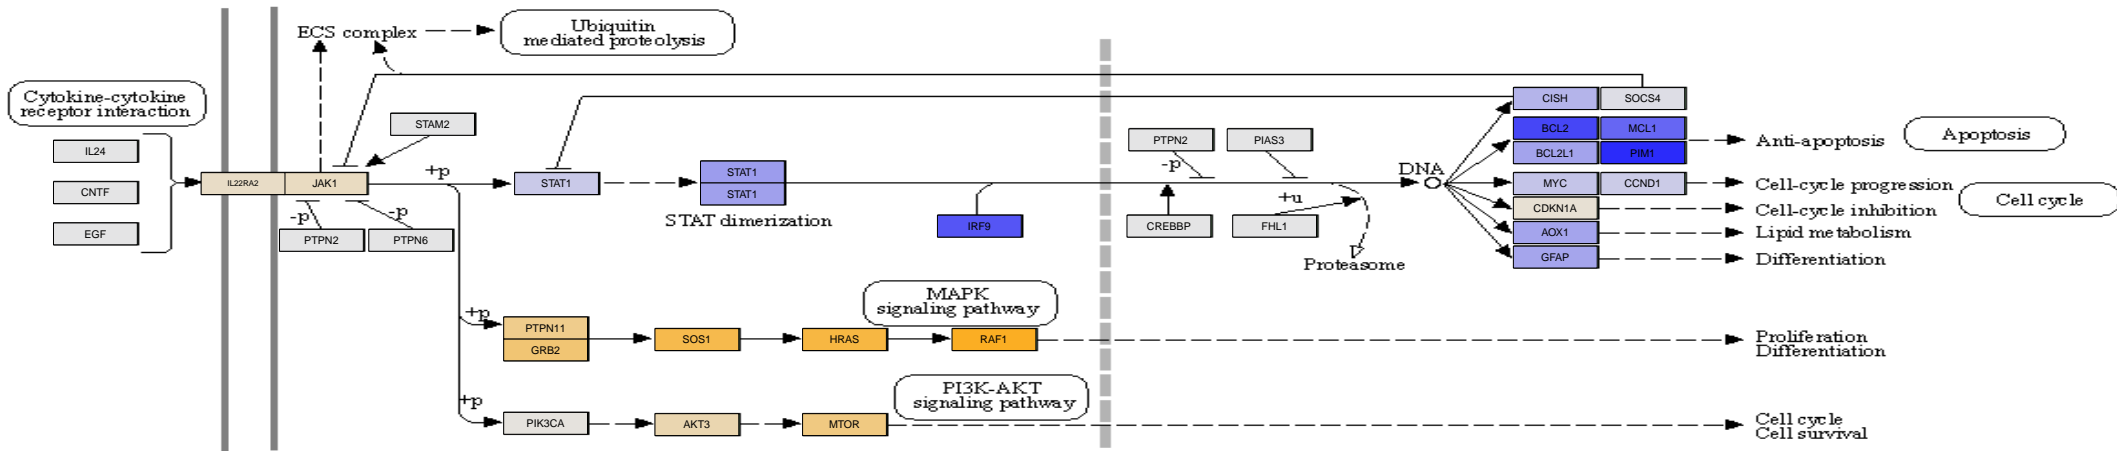 ECS complex
Ubiquitin
mediated proteolysis
Cytokine-cytokine
receptor interaction
IL24
CNTF
EGF
STAM2
IL22RA2
JAK1
+p
-p
-p
PTPN2
PTPN6
STAT1
STAT1
STAT1
STAT dimerization
IRF9
PTPN2
PIAS3
-p
+u
CREBBP
FHL1
Proteasome
DNA
CISH
SOCS4
BCL2
MCL1
BCL2L1
PIM1
MYC
CCND1
CDKN1A
AOX1
GFAP
Anti-apoptosis
Apoptosis
Cell-cycle progression
Cell-cycle inhibition
Cell cycle
Lipid metabolism
Differentiation
MAPK
signaling pathway
+p
PTPN11
GRB2
SOS1
HRAS
RAF1
Proliferation
Differentiation
PI3K-AKT
signaling pathway
+p
PIK3CA
AKT3
MTOR
Cell cycle
Cell survival